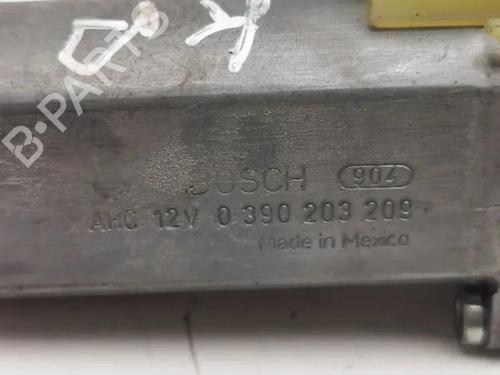 B-PARTS
BOSCH 904
AHC 12V 0 390 203 209
Made in Mexico